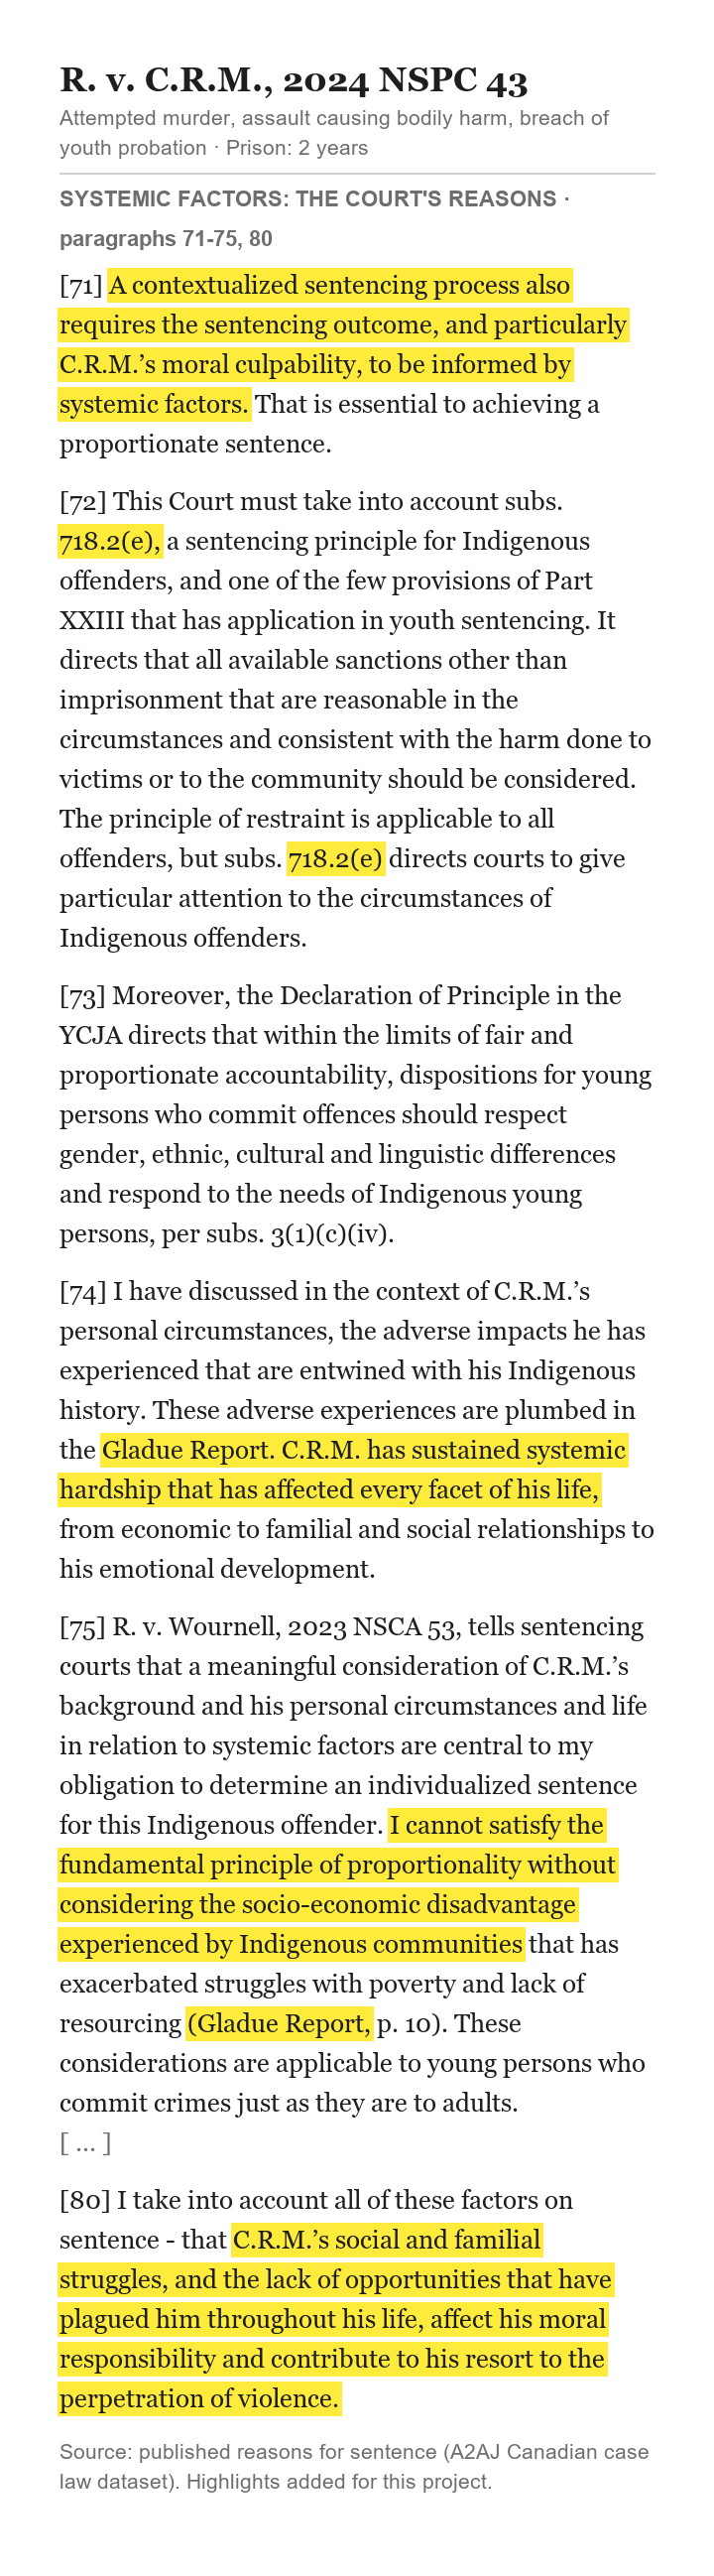 R. v. C.R.M., 2024 NSPC 43
Attempted murder, assault causing bodily harm, breach of
youth probation · Prison: 2 years
SYSTEMIC FACTORS: THE COURT'S REASONS ·
paragraphs 71-75, 80
[71] A contextualized sentencing process also
requires the sentencing outcome, and particularly
C.R.M.’s moral culpability, to be informed by
systemic factors. That is essential to achieving a
proportionate sentence.
[72] This Court must take into account subs.
718.2(e), a sentencing principle for Indigenous
offenders, and one of the few provisions of Part
XXIII that has application in youth sentencing. It
directs that all available sanctions other than
imprisonment that are reasonable in the
circumstances and consistent with the harm done to
victims or to the community should be considered.
The principle of restraint is applicable to all
offenders, but subs. 718.2(e) directs courts to give
particular attention to the circumstances of
Indigenous offenders.
[73] Moreover, the Declaration of Principle in the
YCJA directs that within the limits of fair and
proportionate accountability, dispositions for young
persons who commit offences should respect
gender, ethnic, cultural and linguistic differences
and respond to the needs of Indigenous young
persons, per subs. 3(1)(c)(iv).
[74] I have discussed in the context of C.R.M.’s
personal circumstances, the adverse impacts he has
experienced that are entwined with his Indigenous
history. These adverse experiences are plumbed in
the Gladue Report. C.R.M. has sustained systemic
hardship that has affected every facet of his life,
from economic to familial and social relationships to
his emotional development.
[75] R. v. Wournell, 2023 NSCA 53, tells sentencing
courts that a meaningful consideration of C.R.M.’s
background and his personal circumstances and life
in relation to systemic factors are central to my
obligation to determine an individualized sentence
for this Indigenous offender. I cannot satisfy the
fundamental principle of proportionality without
considering the socio-economic disadvantage
experienced by Indigenous communities that has
exacerbated struggles with poverty and lack of
resourcing (Gladue Report, p. 10). These
considerations are applicable to young persons who
commit crimes just as they are to adults.
[ ... ]
[80] I take into account all of these factors on
sentence - that C.R.M.’s social and familial
struggles, and the lack of opportunities that have
plagued him throughout his life, affect his moral
responsibility and contribute to his resort to the
perpetration of violence.
Source: published reasons for sentence (A2AJ Canadian case
law dataset). Highlights added for this project.